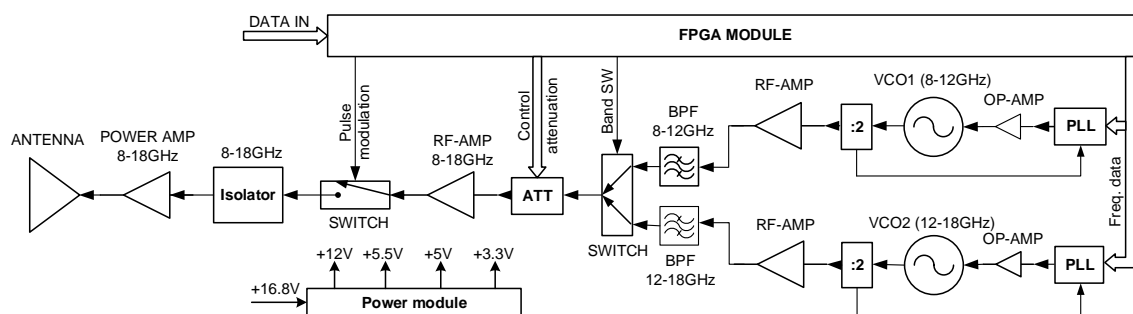 DATA IN
FPGA MODULE
Pulse
modulation
Control
attenuation
Band SW
Freq. data
ANTENNA
POWER AMP
8-18GHz
8-18GHz
Isolator
SWITCH
RF-AMP
8-18GHz
ATT
SWITCH
BPF
8-12GHz
RF-AMP
:2
VCO1 (8-12GHz)
OP-AMP
PLL
BPF
12-18GHz
RF-AMP
:2
VCO2 (12-18GHz)
OP-AMP
PLL
+12V
+5.5V
+5V
+3.3V
+16.8V
Power module